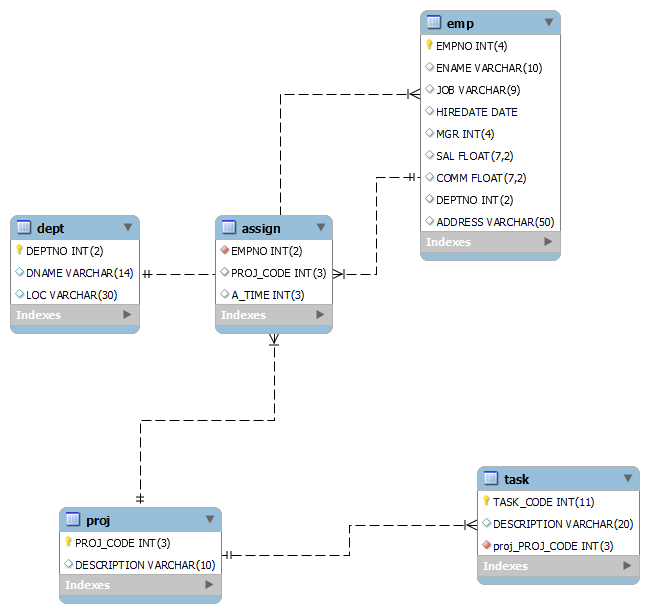 emp
EMPNO INT(4)
ENAME VARCHAR(10)
JOB VARCHAR(9)
HIREDATE DATE
MGR INT(4)
SAL FLOAT(7,2)
COMM FLOAT(7,2)
DEPTNO INT(2)
ADDRESS VARCHAR(50)
Indexes
dept
DEPTNO INT(2)
DNAME VARCHAR(14)
LOC VARCHAR(30)
Indexes
assign
EMPNO INT(2)
PROJ_CODE INT(3)
A_TIME INT(3)
Indexes
proj
PROJ_CODE INT(3)
DESCRIPTION VARCHAR(10)
Indexes
task
TASK_CODE INT(11)
DESCRIPTION VARCHAR(20)
proj_PROJ_CODE INT(3)
Indexes